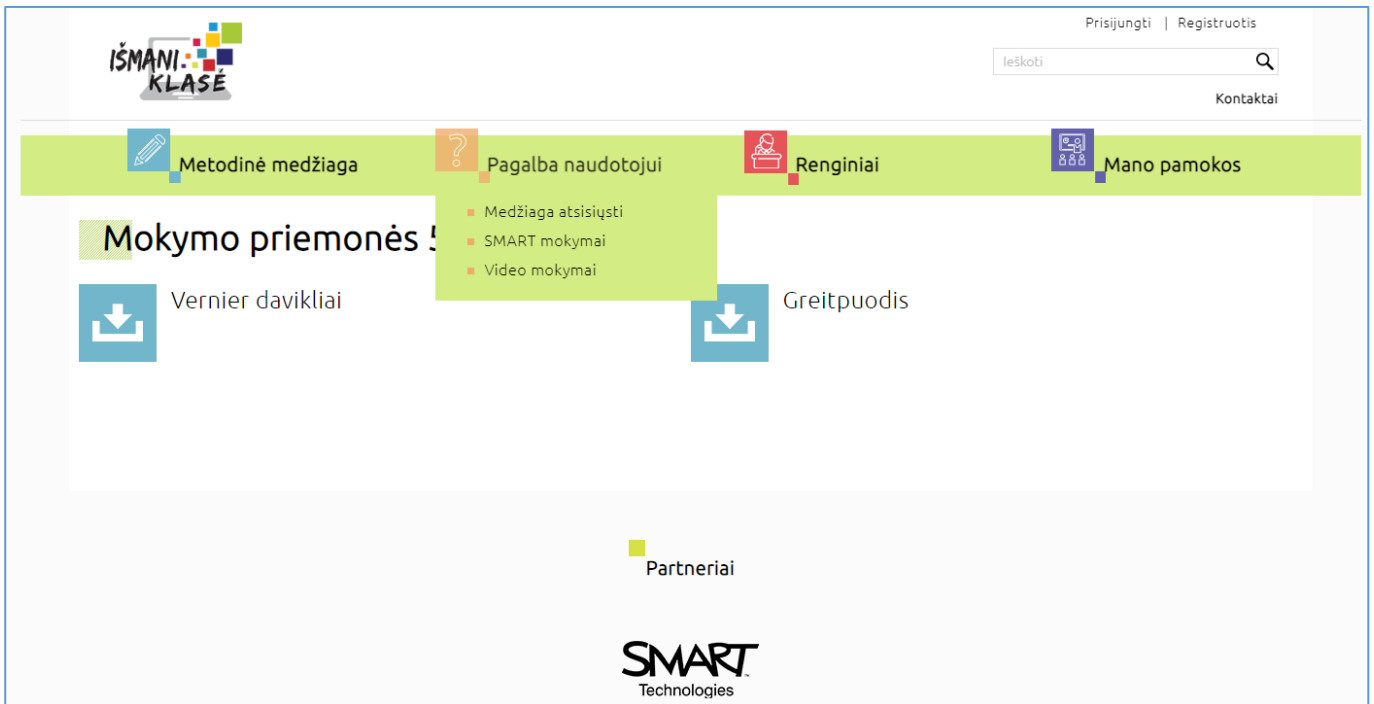 Prisijungti | Registruotis
IŠMANI
KLASĖ
Ieškoti
Kontaktai
Metodinė medžiaga
Pagalba naudotojui
Renginiai
Mano pamokos
Medžiaga atsisiųsti
SMART mokymai
Video mokymai
Mokymo priemonės
Vernier davikliai
Greitpuodis
Partneriai
SMART
Technologies